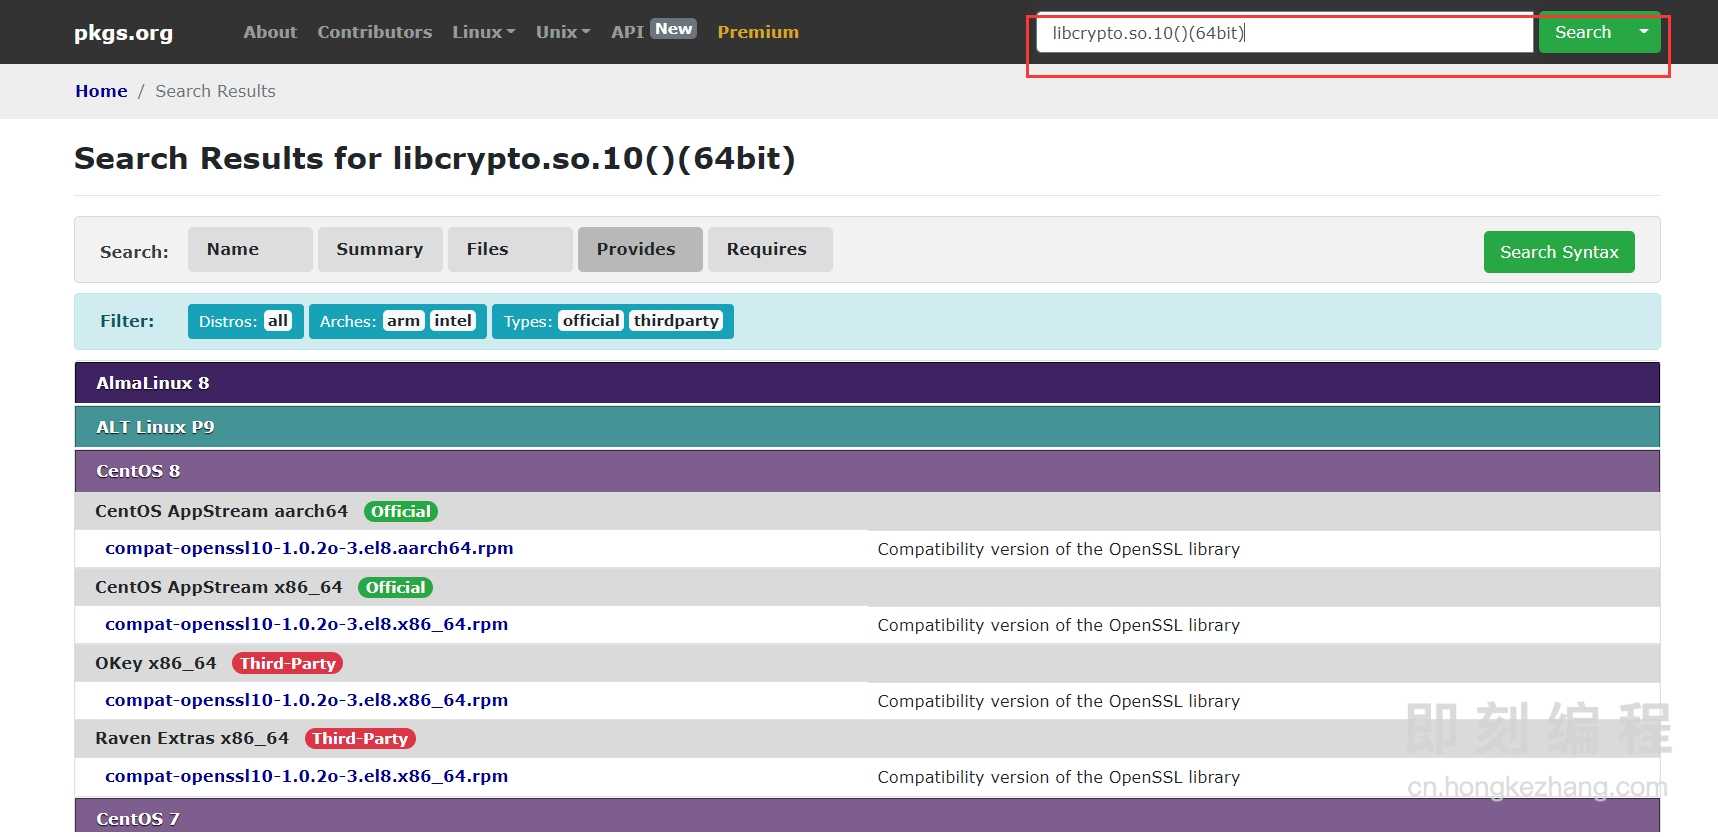 pkgs.org About Contributors Linux Unix API New Premium libcrypto.so.10()(64bit) Search
Home / Search Results
Search Results for libcrypto.so.10()(64bit)
Search: Name Summary Files Provides Requires Search Syntax
Filter: Distros: all Arches: arm intel Types: official thirdparty
AlmaLinux 8
ALT Linux P9
CentOS 8
CentOS AppStream aarch64 Official
compat-openssl10-1.0.2o-3.el8.aarch64.rpm Compatibility version of the OpenSSL library
CentOS AppStream x86_64 Official
compat-openssl10-1.0.2o-3.el8.x86_64.rpm Compatibility version of the OpenSSL library
OKey x86_64 Third-Party
compat-openssl10-1.0.2o-3.el8.x86_64.rpm Compatibility version of the OpenSSL library
Raven Extras x86_64 Third-Party
compat-openssl10-1.0.2o-3.el8.x86_64.rpm Compatibility version of the OpenSSL library
CentOS 7
即刻编程
cn.hongkezhang.com